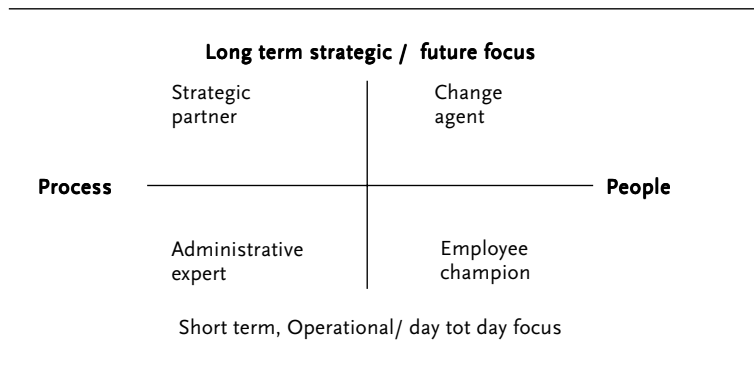 Long term strategic / future focus
Strategic
partner
Change
agent
Process
People
Administrative
expert
Employee
champion
Short term, Operational/ day tot day focus